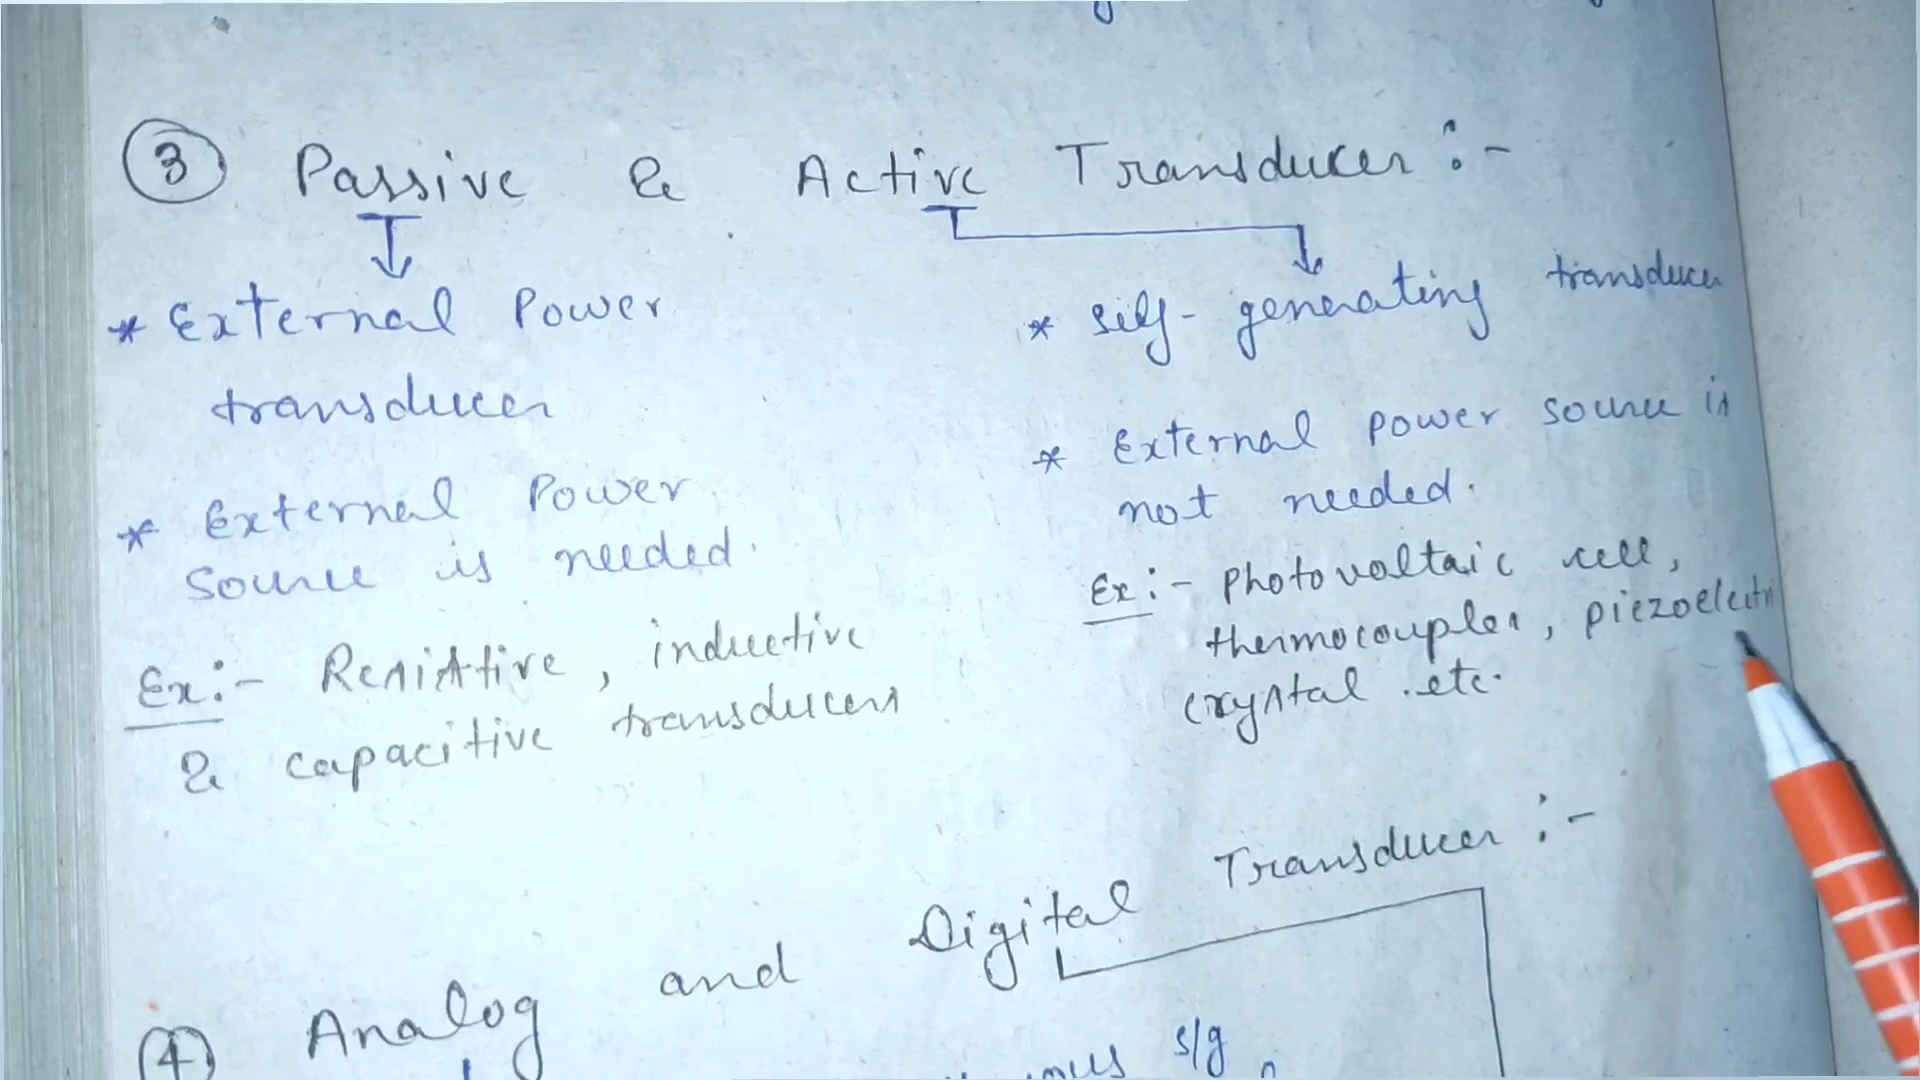 ③ Passive & Active Transducer :-
* External Power
transducer
* External Power
Source is needed.
Ex:- Resistive, inductive
& capacitive transducers
* self-generating transducer
* External power source is
not needed.
Ex:- Photovoltaic cell,
thermocouples, piezoelectri
crystal .etc.
④ Analog and Digital Transducer :-
s/g